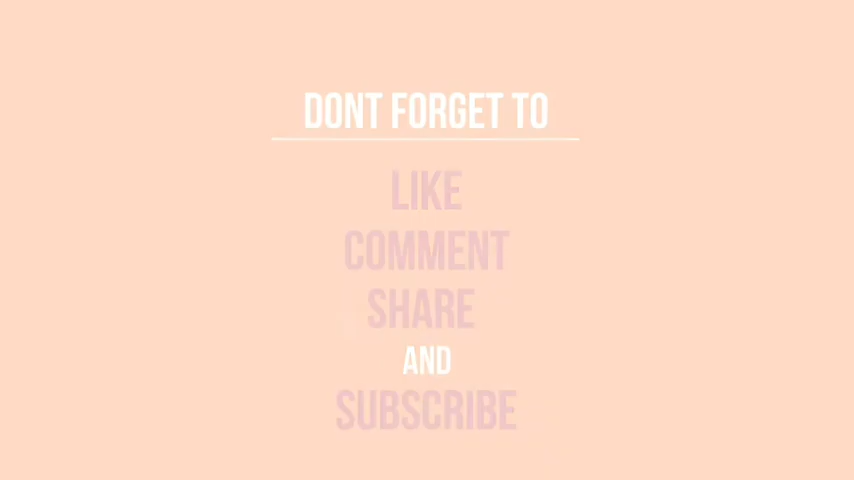 DONT FORGET TO
LIKE
COMMENT
SHARE
AND
SUBSCRIBE